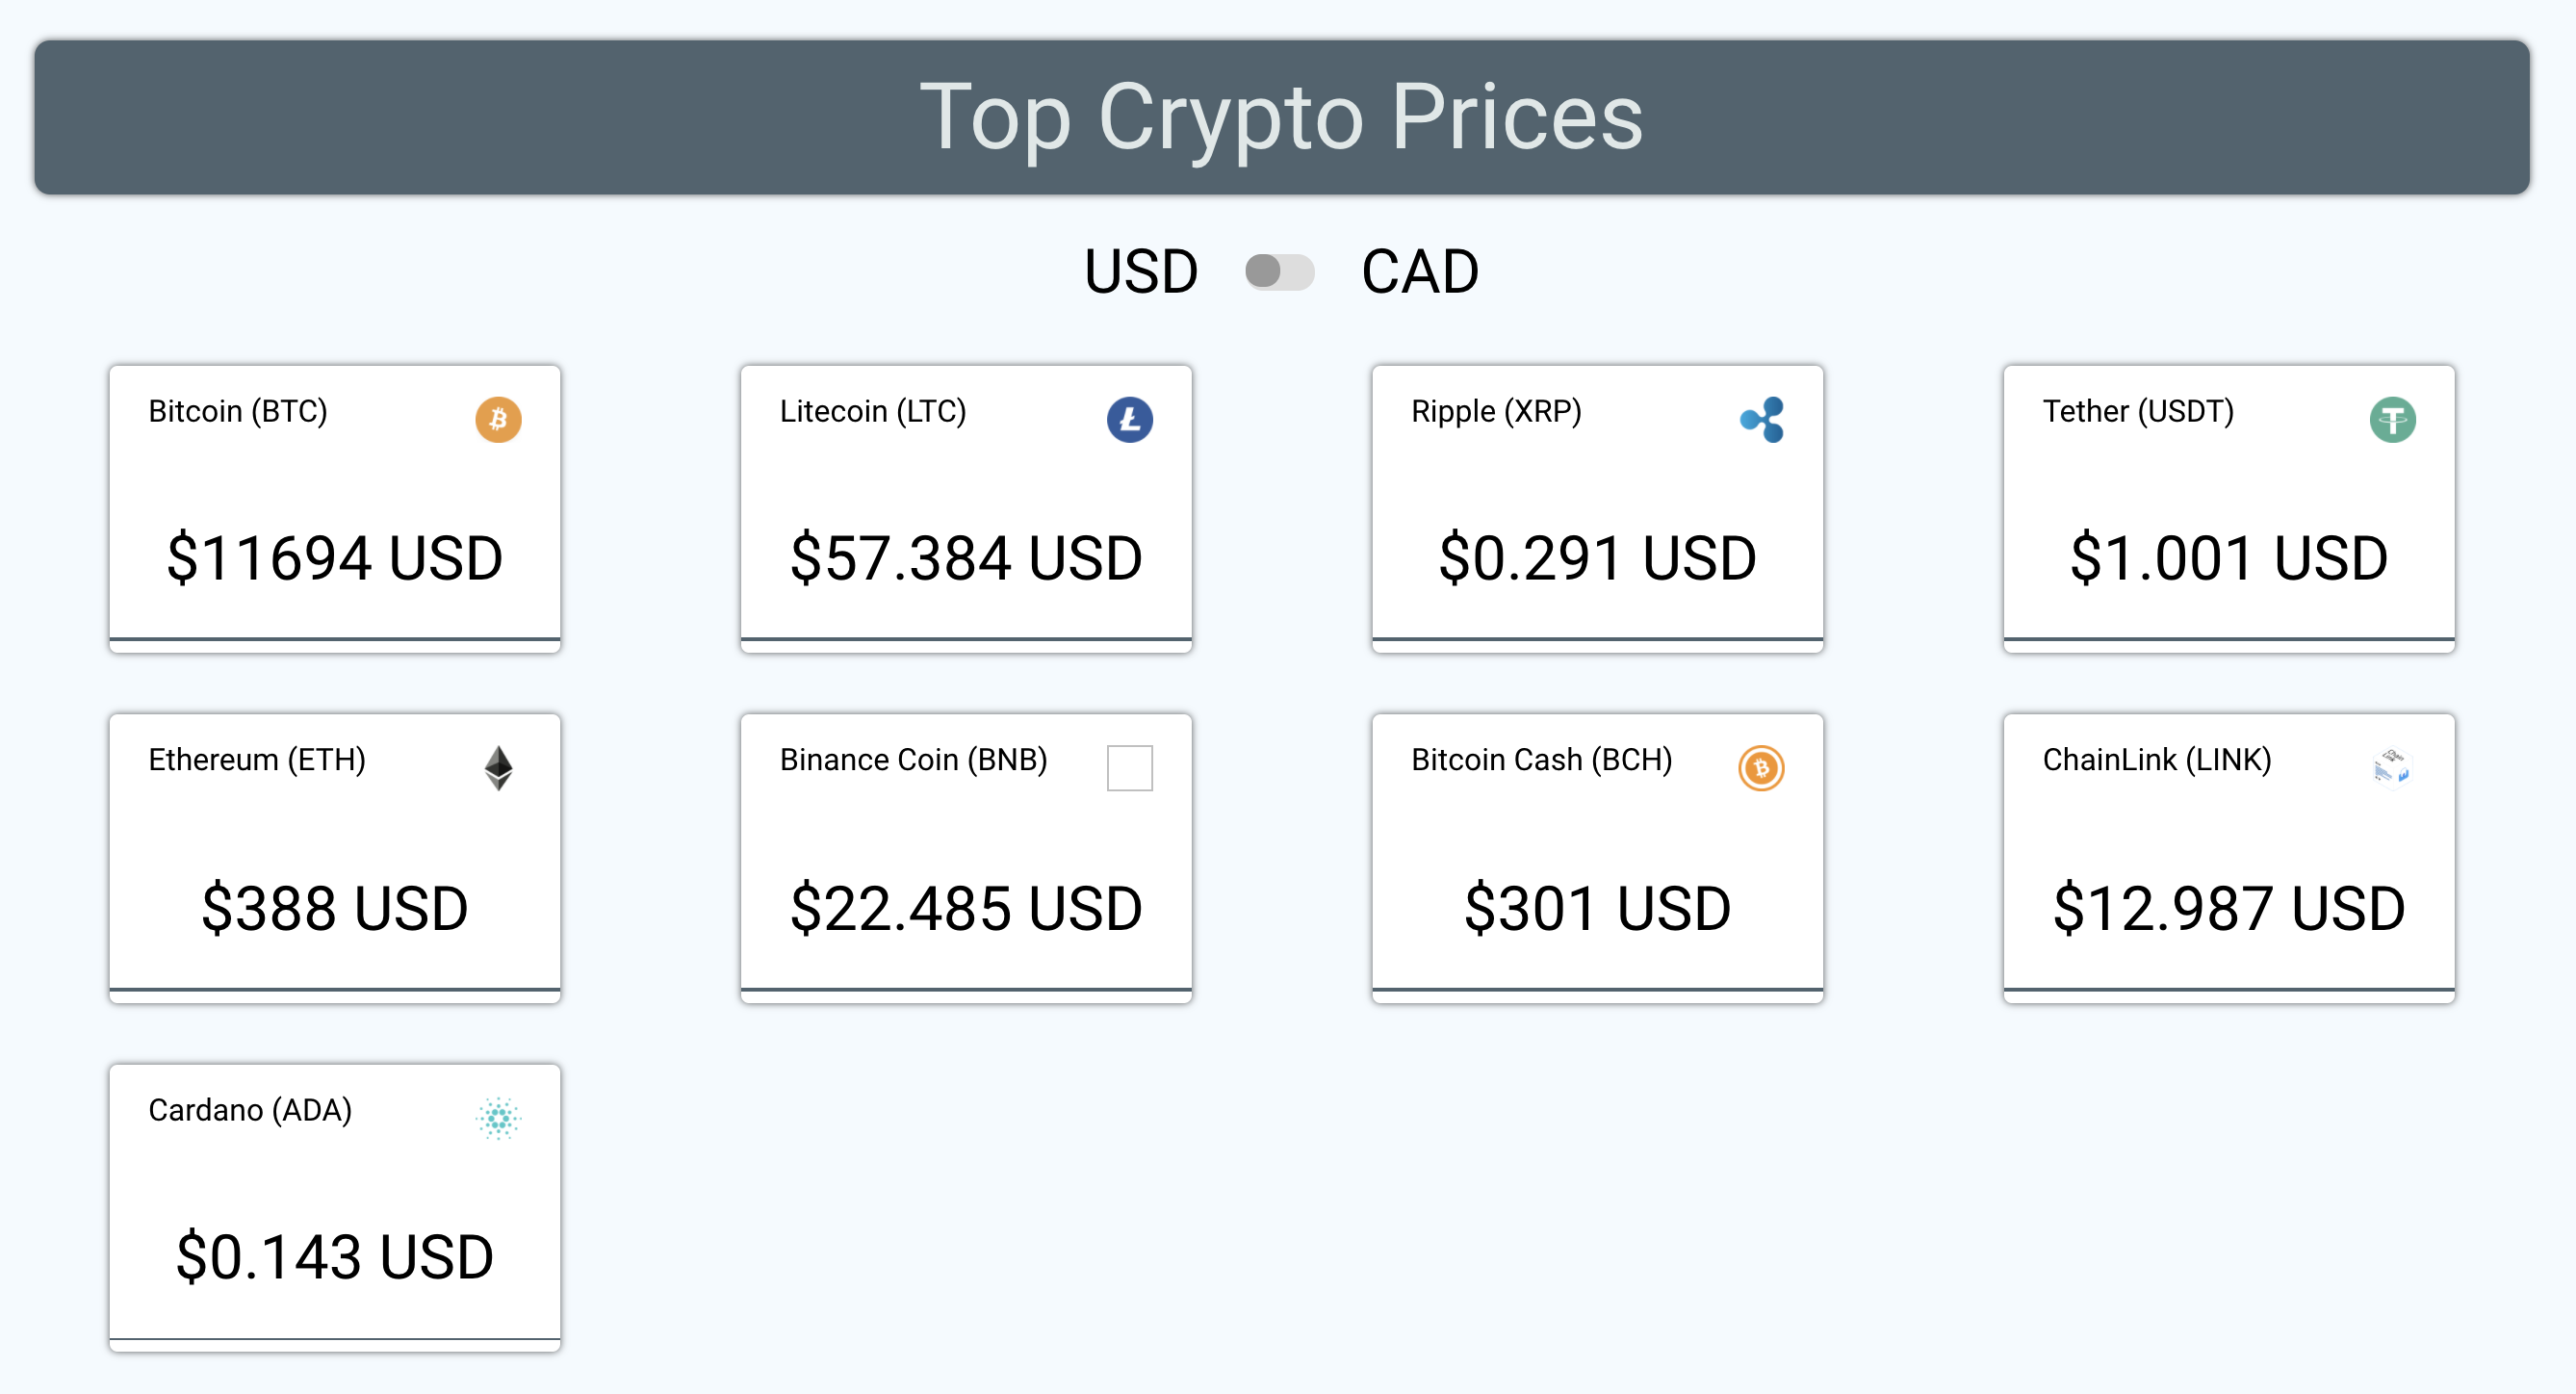 Top Crypto Prices
USD CAD
Bitcoin (BTC)
$11694 USD
Litecoin (LTC)
$57.384 USD
Ripple (XRP)
$0.291 USD
Tether (USDT)
$1.001 USD
Ethereum (ETH)
$388 USD
Binance Coin (BNB)
$22.485 USD
Bitcoin Cash (BCH)
$301 USD
ChainLink (LINK)
$12.987 USD
Cardano (ADA)
$0.143 USD